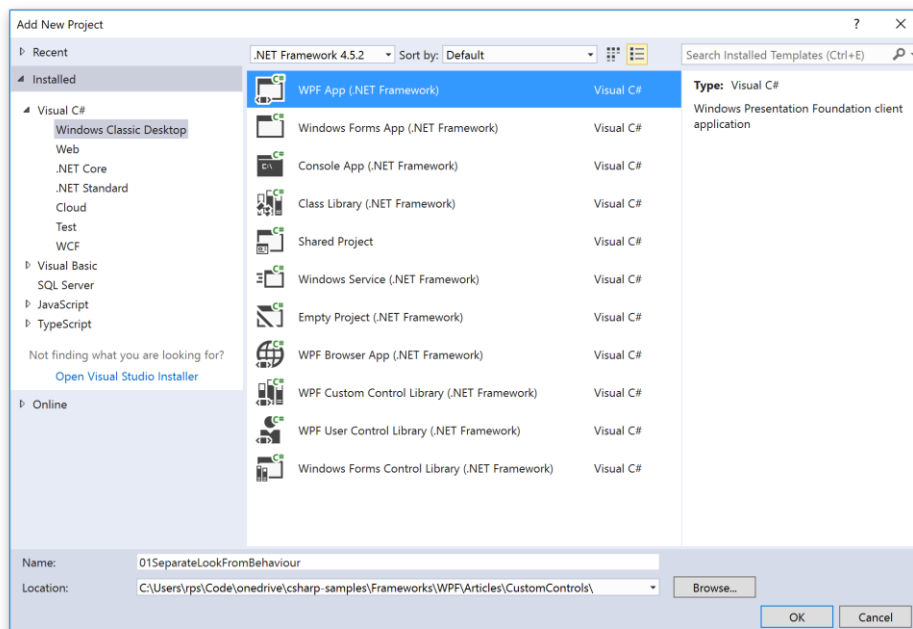 Add New Project
? ×
Recent
.NET Framework 4.5.2 Sort by: Default
Search Installed Templates (Ctrl+E)
Installed
Visual C#
Windows Classic Desktop
Web
.NET Core
.NET Standard
Cloud
Test
WCF
Visual Basic
SQL Server
JavaScript
TypeScript
Not finding what you are looking for?
Open Visual Studio Installer
Online
WPF App (.NET Framework) Visual C#
Windows Forms App (.NET Framework) Visual C#
Console App (.NET Framework) Visual C#
Class Library (.NET Framework) Visual C#
Shared Project Visual C#
Windows Service (.NET Framework) Visual C#
Empty Project (.NET Framework) Visual C#
WPF Browser App (.NET Framework) Visual C#
WPF Custom Control Library (.NET Framework) Visual C#
WPF User Control Library (.NET Framework) Visual C#
Windows Forms Control Library (.NET Framework) Visual C#
Type: Visual C#
Windows Presentation Foundation client
application
Name: 01SeparateLookFromBehaviour
Location: C:\Users\rps\Code\onedrive\csharp-samples\Frameworks\WPF\Articles\CustomControls\
Browse...
OK Cancel